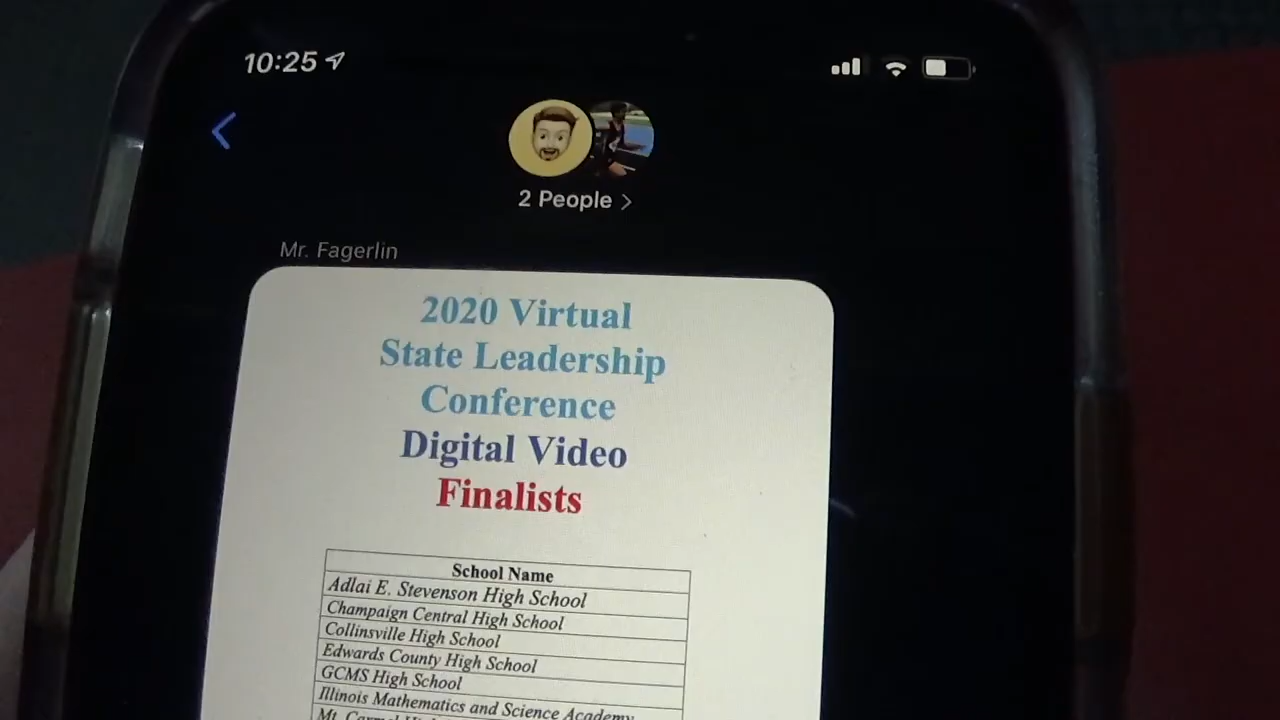 10:25
2 People
Mr. Fagerlin
2020 Virtual
State Leadership
Conference
Digital Video
Finalists
School Name
Adlai E. Stevenson High School
Champaign Central High School
Collinsville High School
Edwards County High School
GCMS High School
Illinois Mathematics and Science Academy
Mt. Carmel